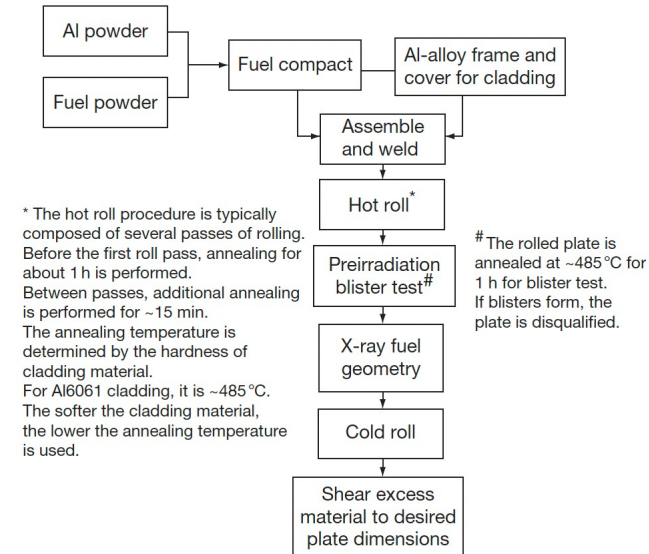 Al powder
Fuel powder
Fuel compact
Al-alloy frame and
cover for cladding
Assemble
and weld
Hot roll*
Preirradiation
blister test#
X-ray fuel
geometry
Cold roll
Shear excess
material to desired
plate dimensions
* The hot roll procedure is typically
composed of several passes of rolling.
Before the first roll pass, annealing for
about 1 h is performed.
Between passes, additional annealing
is performed for ~15 min.
The annealing temperature is
determined by the hardness of
cladding material.
For Al6061 cladding, it is ~485 °C.
The softer the cladding material,
the lower the annealing temperature
is used.
# The rolled plate is
annealed at ~485 °C for
1 h for blister test.
If blisters form, the
plate is disqualified.